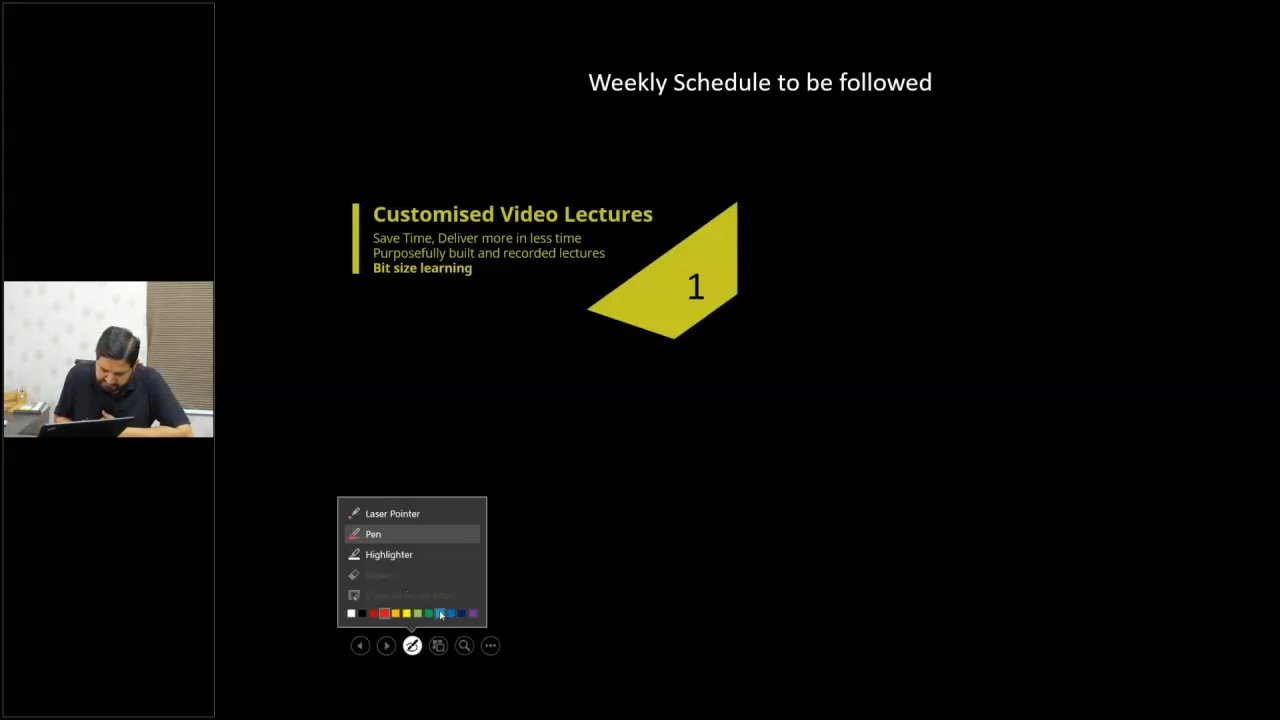 Weekly Schedule to be followed
Customised Video Lectures
Save Time, Deliver more in less time
Purposefully built and recorded lectures
Bit size learning
1
Laser Pointer
Pen
Highlighter